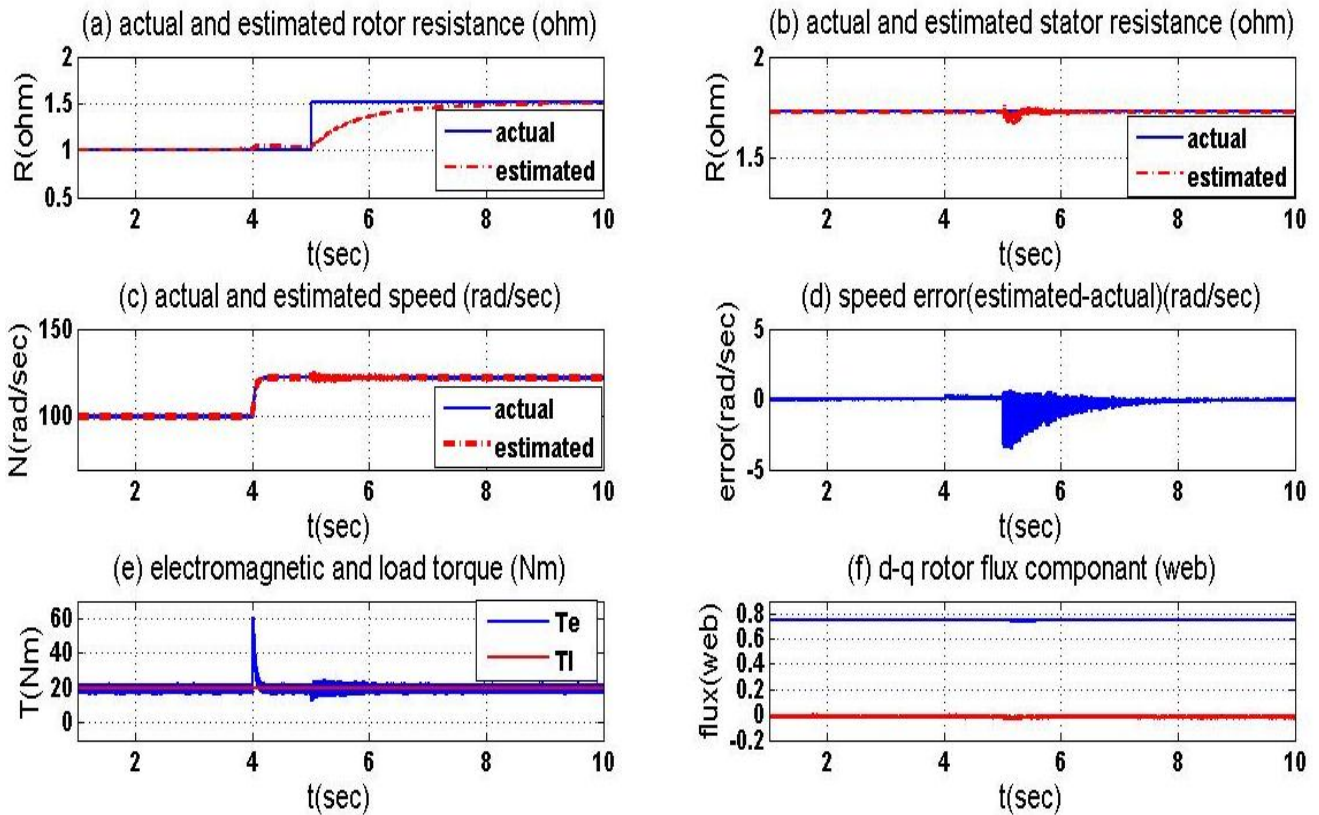 (a) actual and estimated rotor resistance (ohm)
R(ohm)
2
1.5
1
0.5
actual
estimated
2 4 6 8 10
t(sec)
(b) actual and estimated stator resistance (ohm)
R(ohm)
2
1.5
actual
estimated
2 4 6 8 10
t(sec)
(c) actual and estimated speed (rad/sec)
N(rad/sec)
150
100
actual
estimated
2 4 6 8 10
t(sec)
(d) speed error(estimated-actual)(rad/sec)
error(rad/sec)
5
0
-5
2 4 6 8 10
t(sec)
(e) electromagnetic and load torque (Nm)
T(Nm)
60
40
20
0
Te
Tl
2 4 6 8 10
t(sec)
(f) d-q rotor flux componant (web)
flux(web)
0.8
0.6
0.4
0.2
0
-0.2
2 4 6 8 10
t(sec)